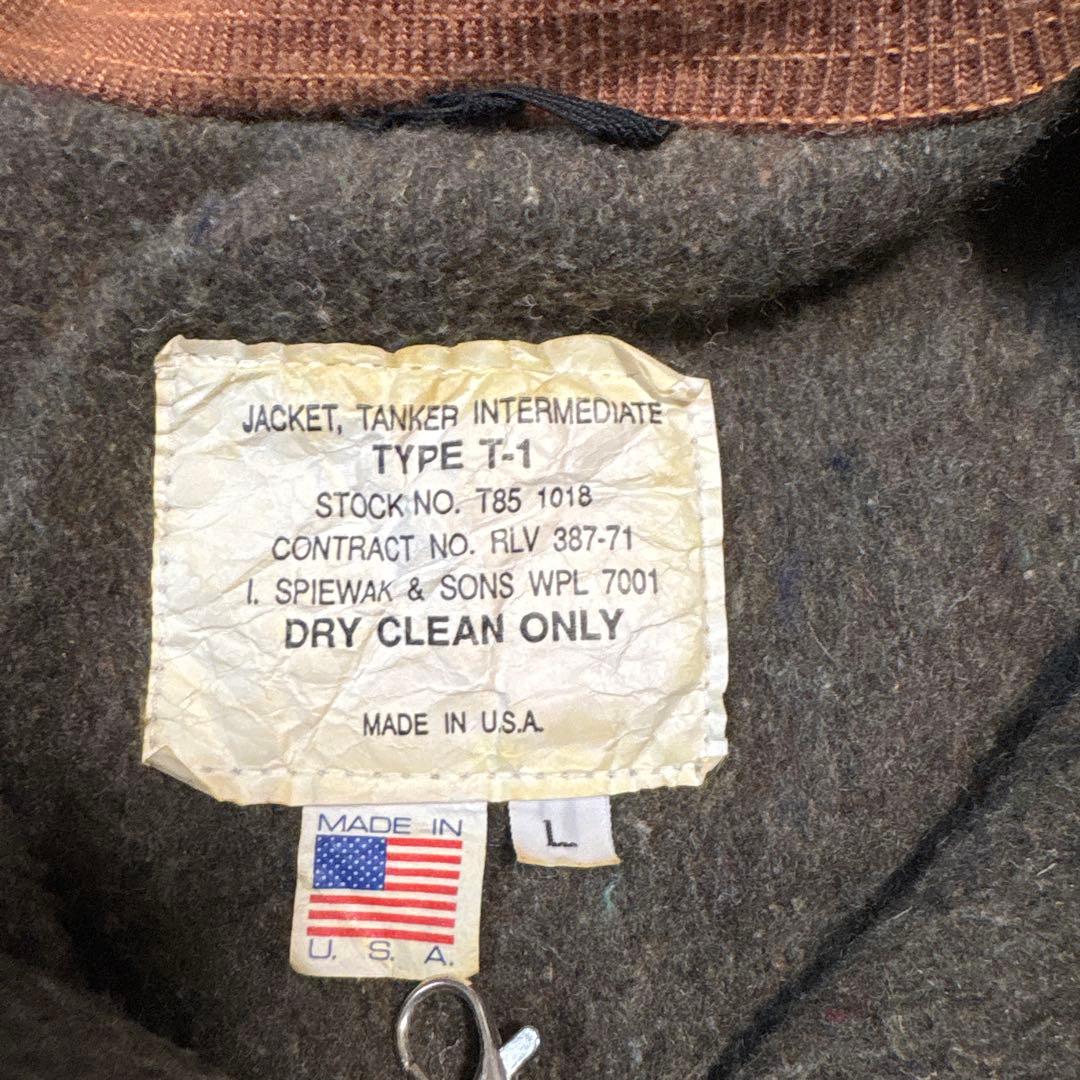 JACKET, TANKER INTERMEDIATE
TYPE T-1
STOCK NO. T85 1018
CONTRACT NO. RLV 387-71
I. SPIEWAK & SONS WPL 7001
DRY CLEAN ONLY
MADE IN U.S.A.
MADE IN
U. S. A.
L